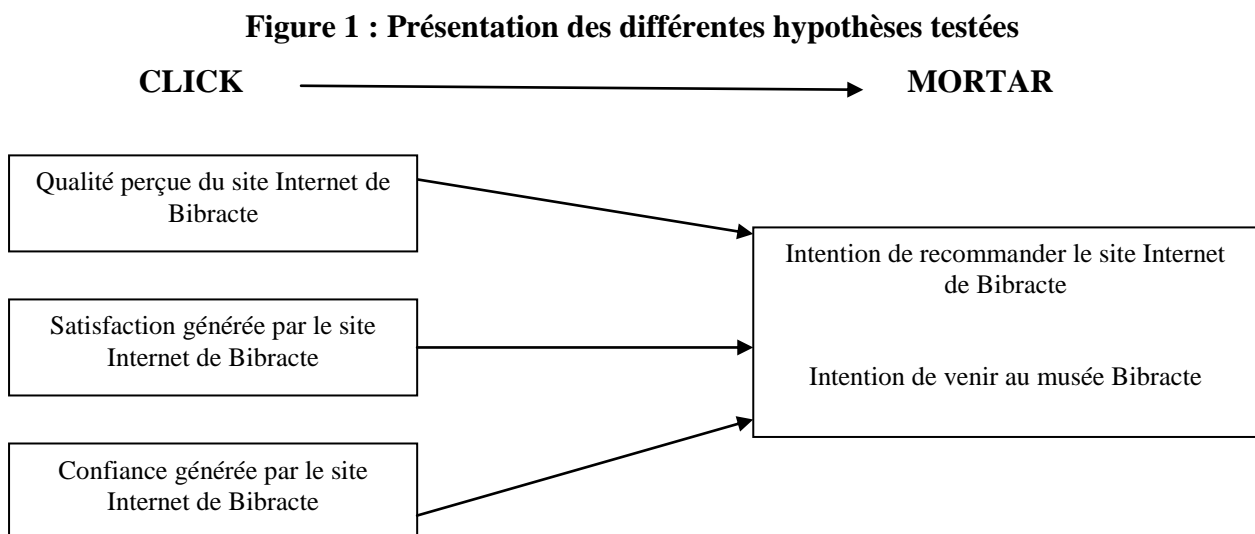 Figure 1 : Présentation des différentes hypothèses testées
CLICK
MORTAR
Qualité perçue du site Internet de
Bibracte
Satisfaction générée par le site
Internet de Bibracte
Confiance générée par le site
Internet de Bibracte
Intention de recommander le site Internet
de Bibracte
Intention de venir au musée Bibracte